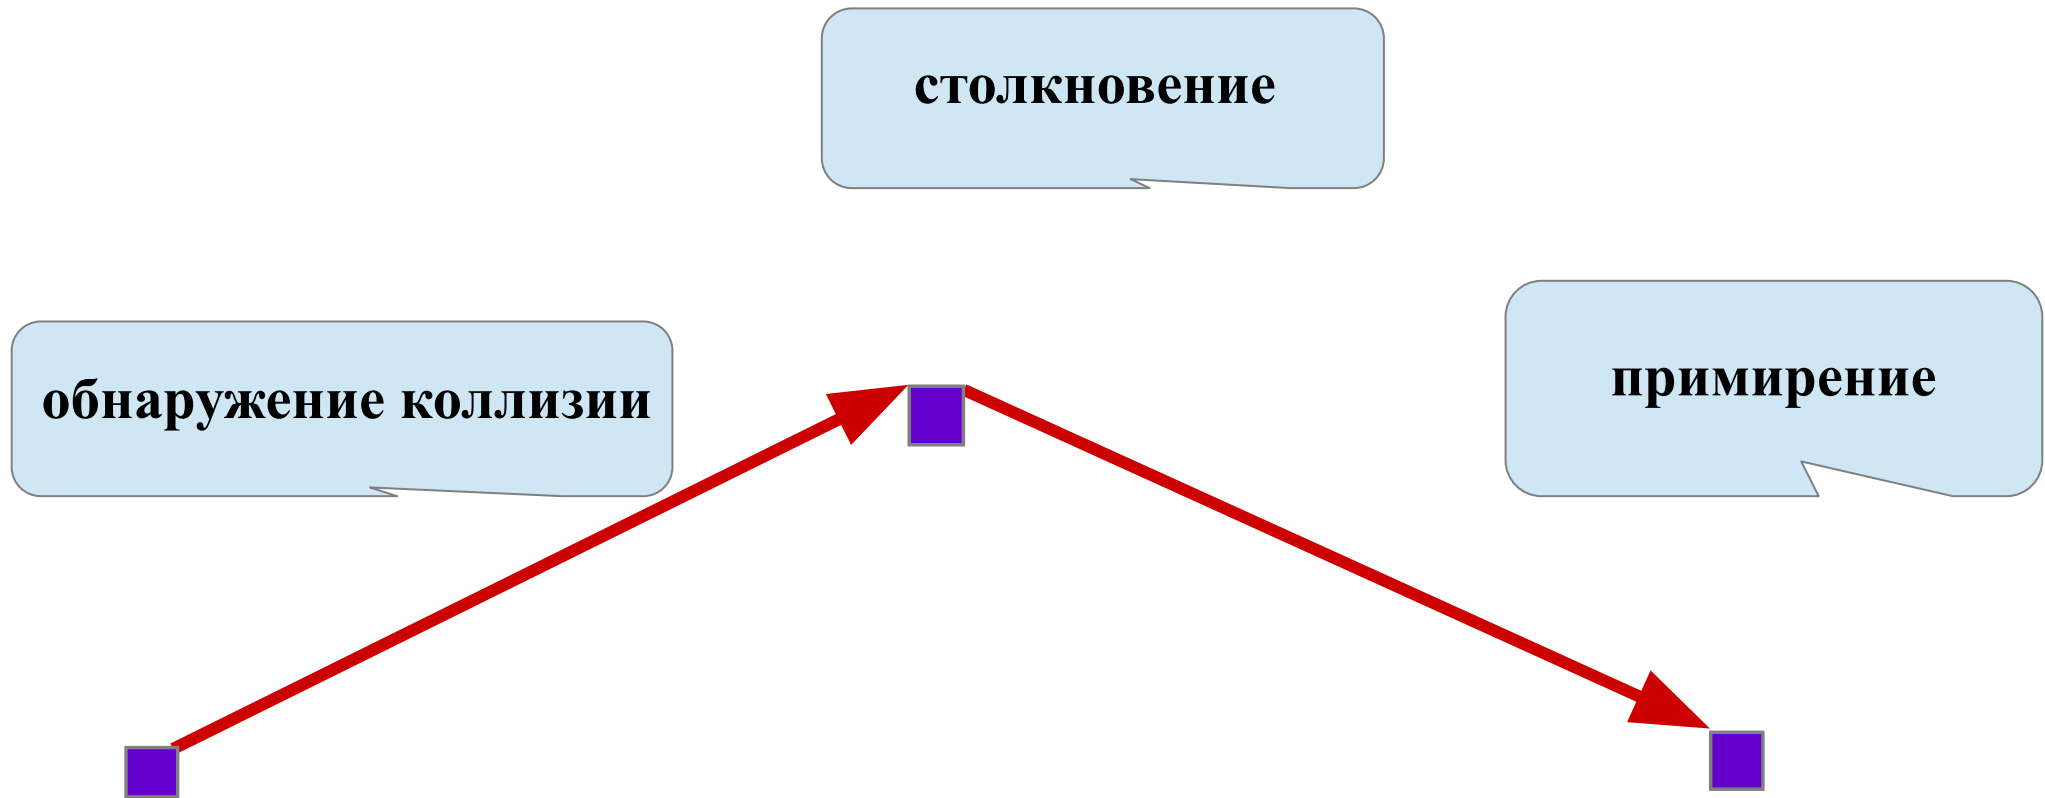 столкновение
обнаружение коллизии
примирение